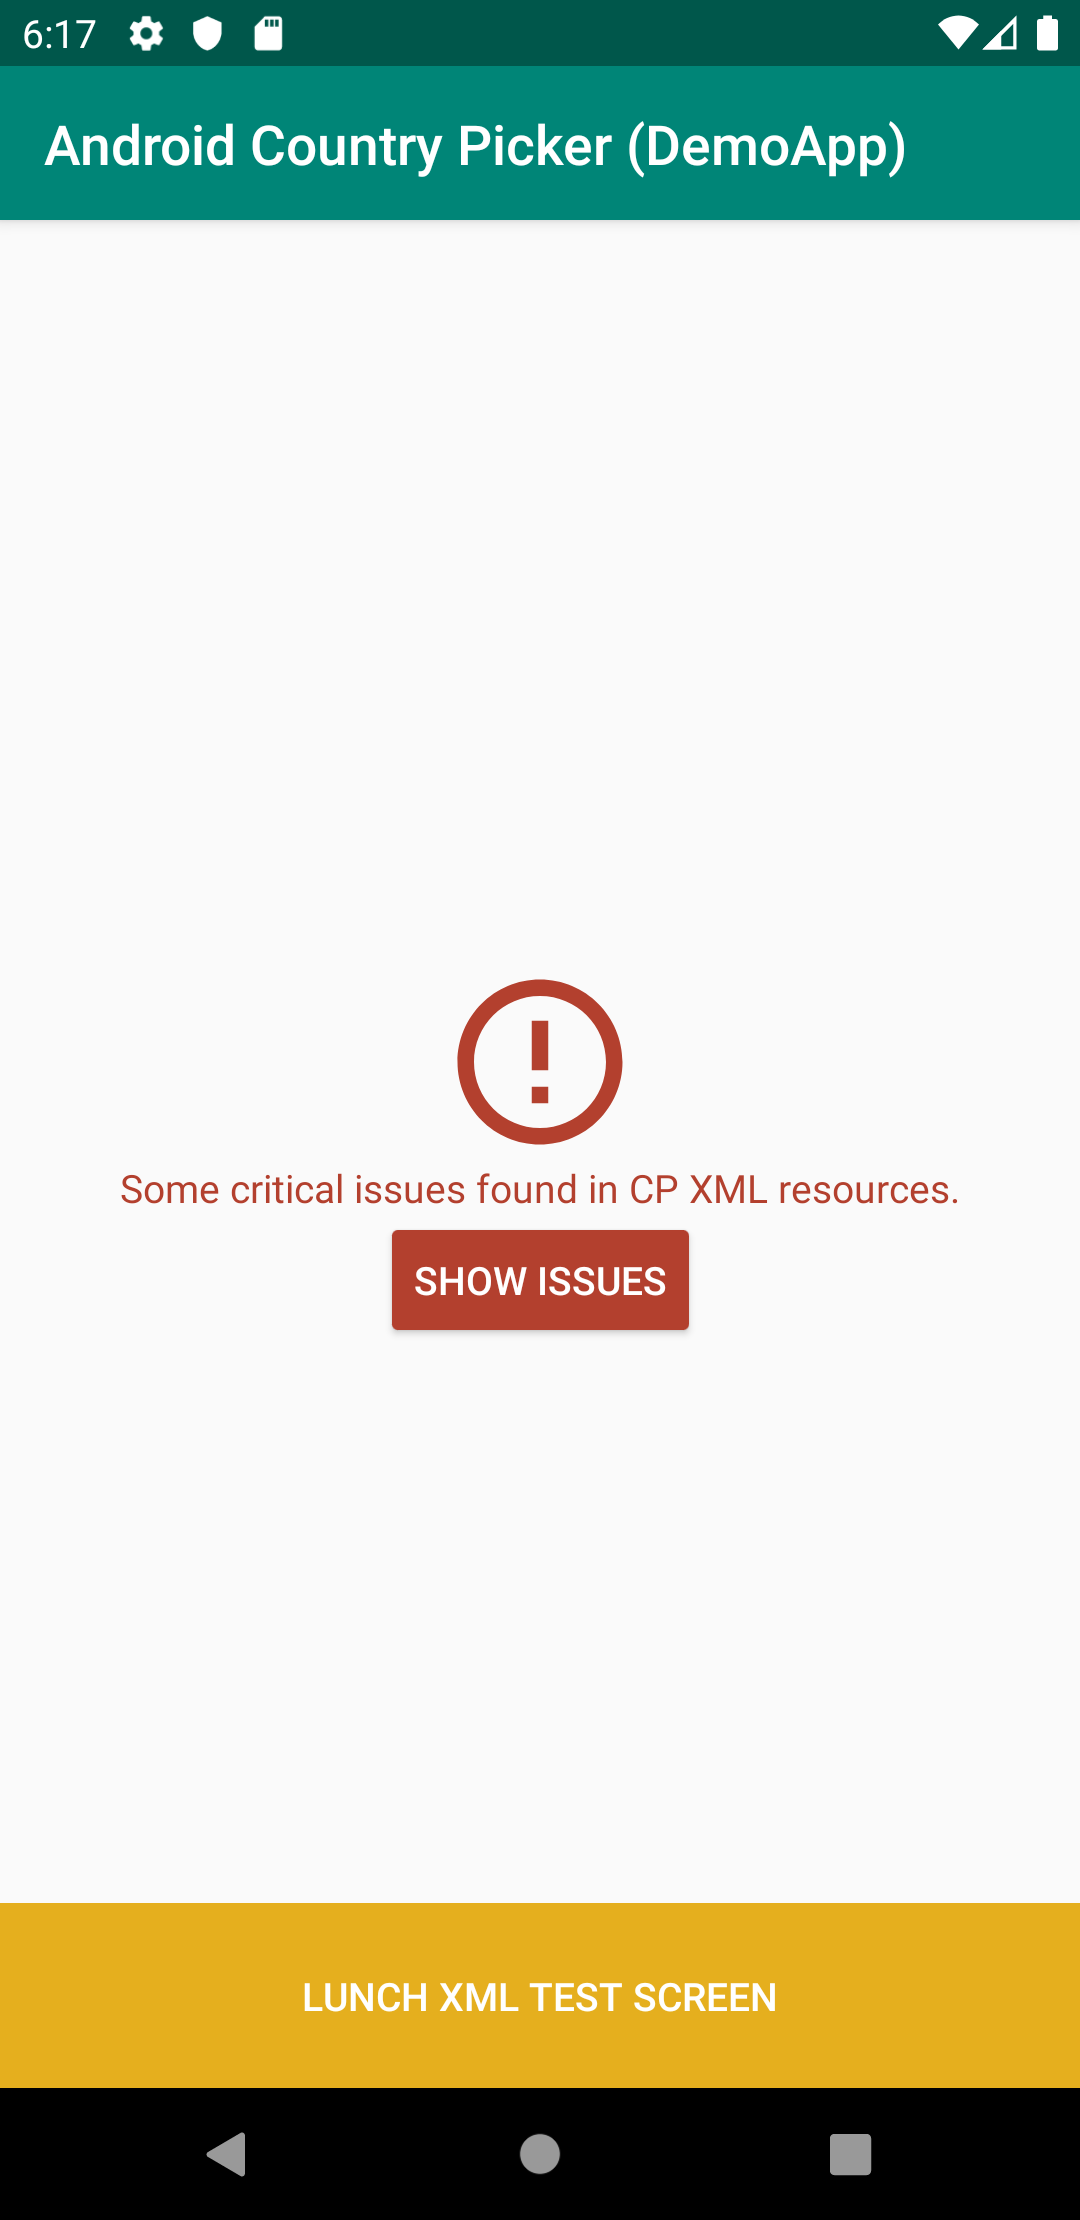 6:17
Android Country Picker (DemoApp)
Some critical issues found in CP XML resources.
SHOW ISSUES
LUNCH XML TEST SCREEN